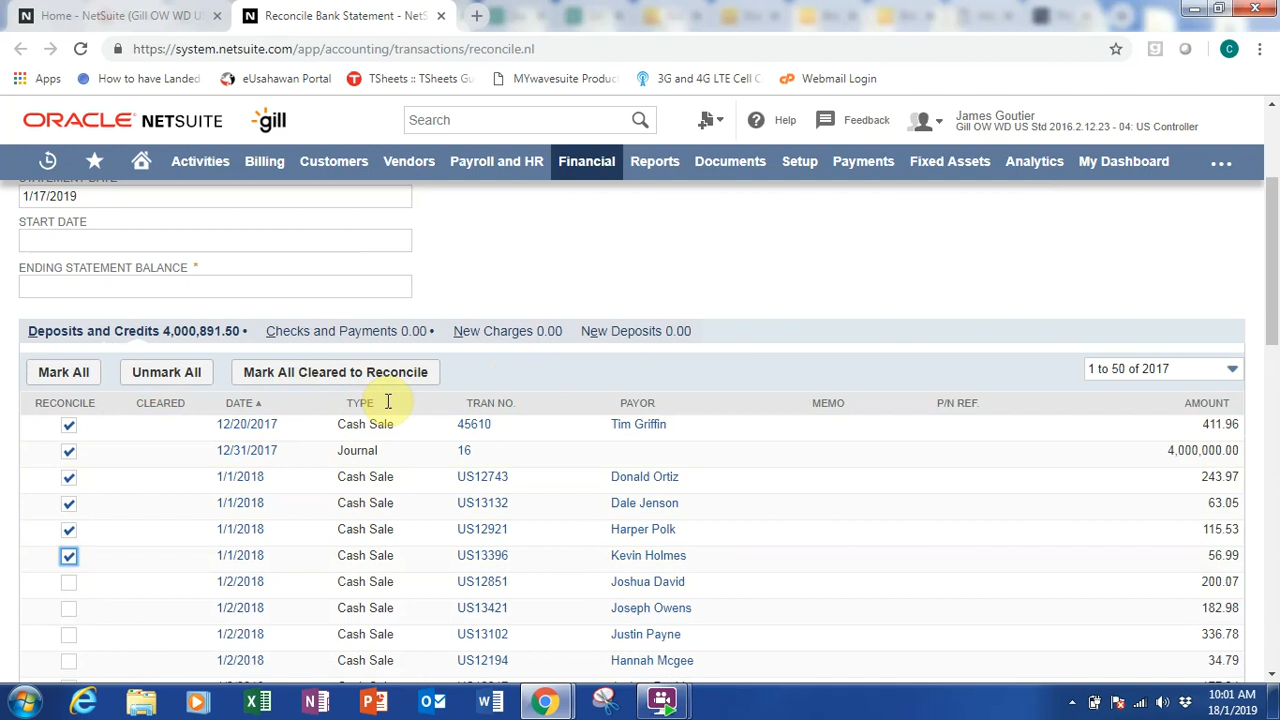 Home - NetSuite (Gill OW WD US
Reconcile Bank Statement - NetS
https://system.netsuite.com/app/accounting/transactions/reconcile.nl
g
C
Apps
How to have Landed
eUsahawan Portal
TSheets :: TSheets Gu
MYwavesuite Produc
3G and 4G LTE Cell C
cP
Webmail Login
ORACLE NETSUITE
gill
Search
Help
Feedback
James Goutier
Gill OW WD US Std 2016.2.12.23 - 04: US Controller
Activities Billing Customers Vendors Payroll and HR Financial Reports Documents Setup Payments Fixed Assets Analytics My Dashboard ...
STATEMENT DATE
1/17/2019
START DATE
ENDING STATEMENT BALANCE *
Deposits and Credits 4,000,891.50 • Checks and Payments 0.00 • New Charges 0.00 New Deposits 0.00
Mark All Unmark All Mark All Cleared to Reconcile 1 to 50 of 2017
RECONCILE CLEARED DATE ▲ TYPE TRAN NO. PAYOR MEMO P/N REF. AMOUNT
12/20/2017 Cash Sale 45610 Tim Griffin 411.96
12/31/2017 Journal 16 4,000,000.00
1/1/2018 Cash Sale US12743 Donald Ortiz 243.97
1/1/2018 Cash Sale US13132 Dale Jenson 63.05
1/1/2018 Cash Sale US12921 Harper Polk 115.53
1/1/2018 Cash Sale US13396 Kevin Holmes 56.99
1/2/2018 Cash Sale US12851 Joshua David 200.07
1/2/2018 Cash Sale US13421 Joseph Owens 182.98
1/2/2018 Cash Sale US13102 Justin Payne 336.78
1/2/2018 Cash Sale US12194 Hannah Mcgee 34.79
10:01 AM
18/1/2019